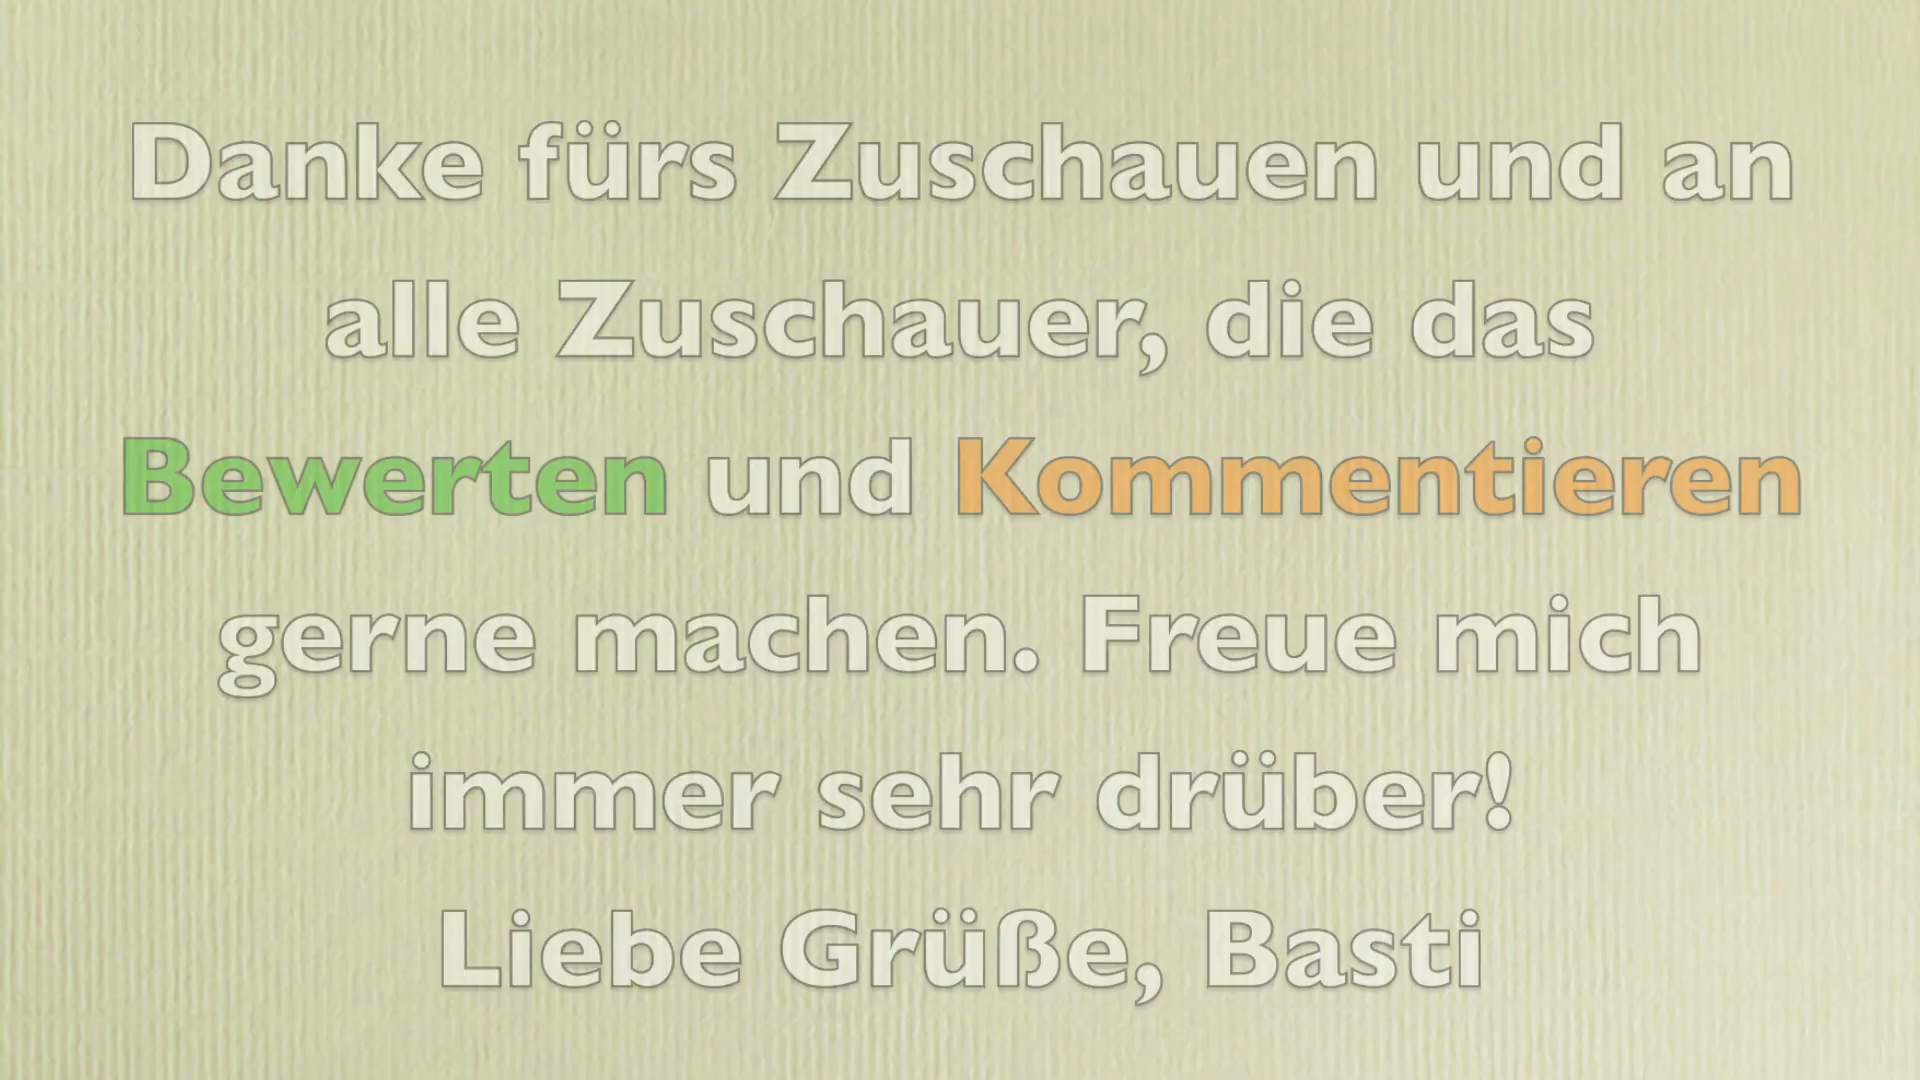 Danke fürs Zuschauen und an
alle Zuschauer, die das
Bewerten und Kommentieren
gerne machen. Freue mich
immer sehr drüber!
Liebe Grüße, Basti